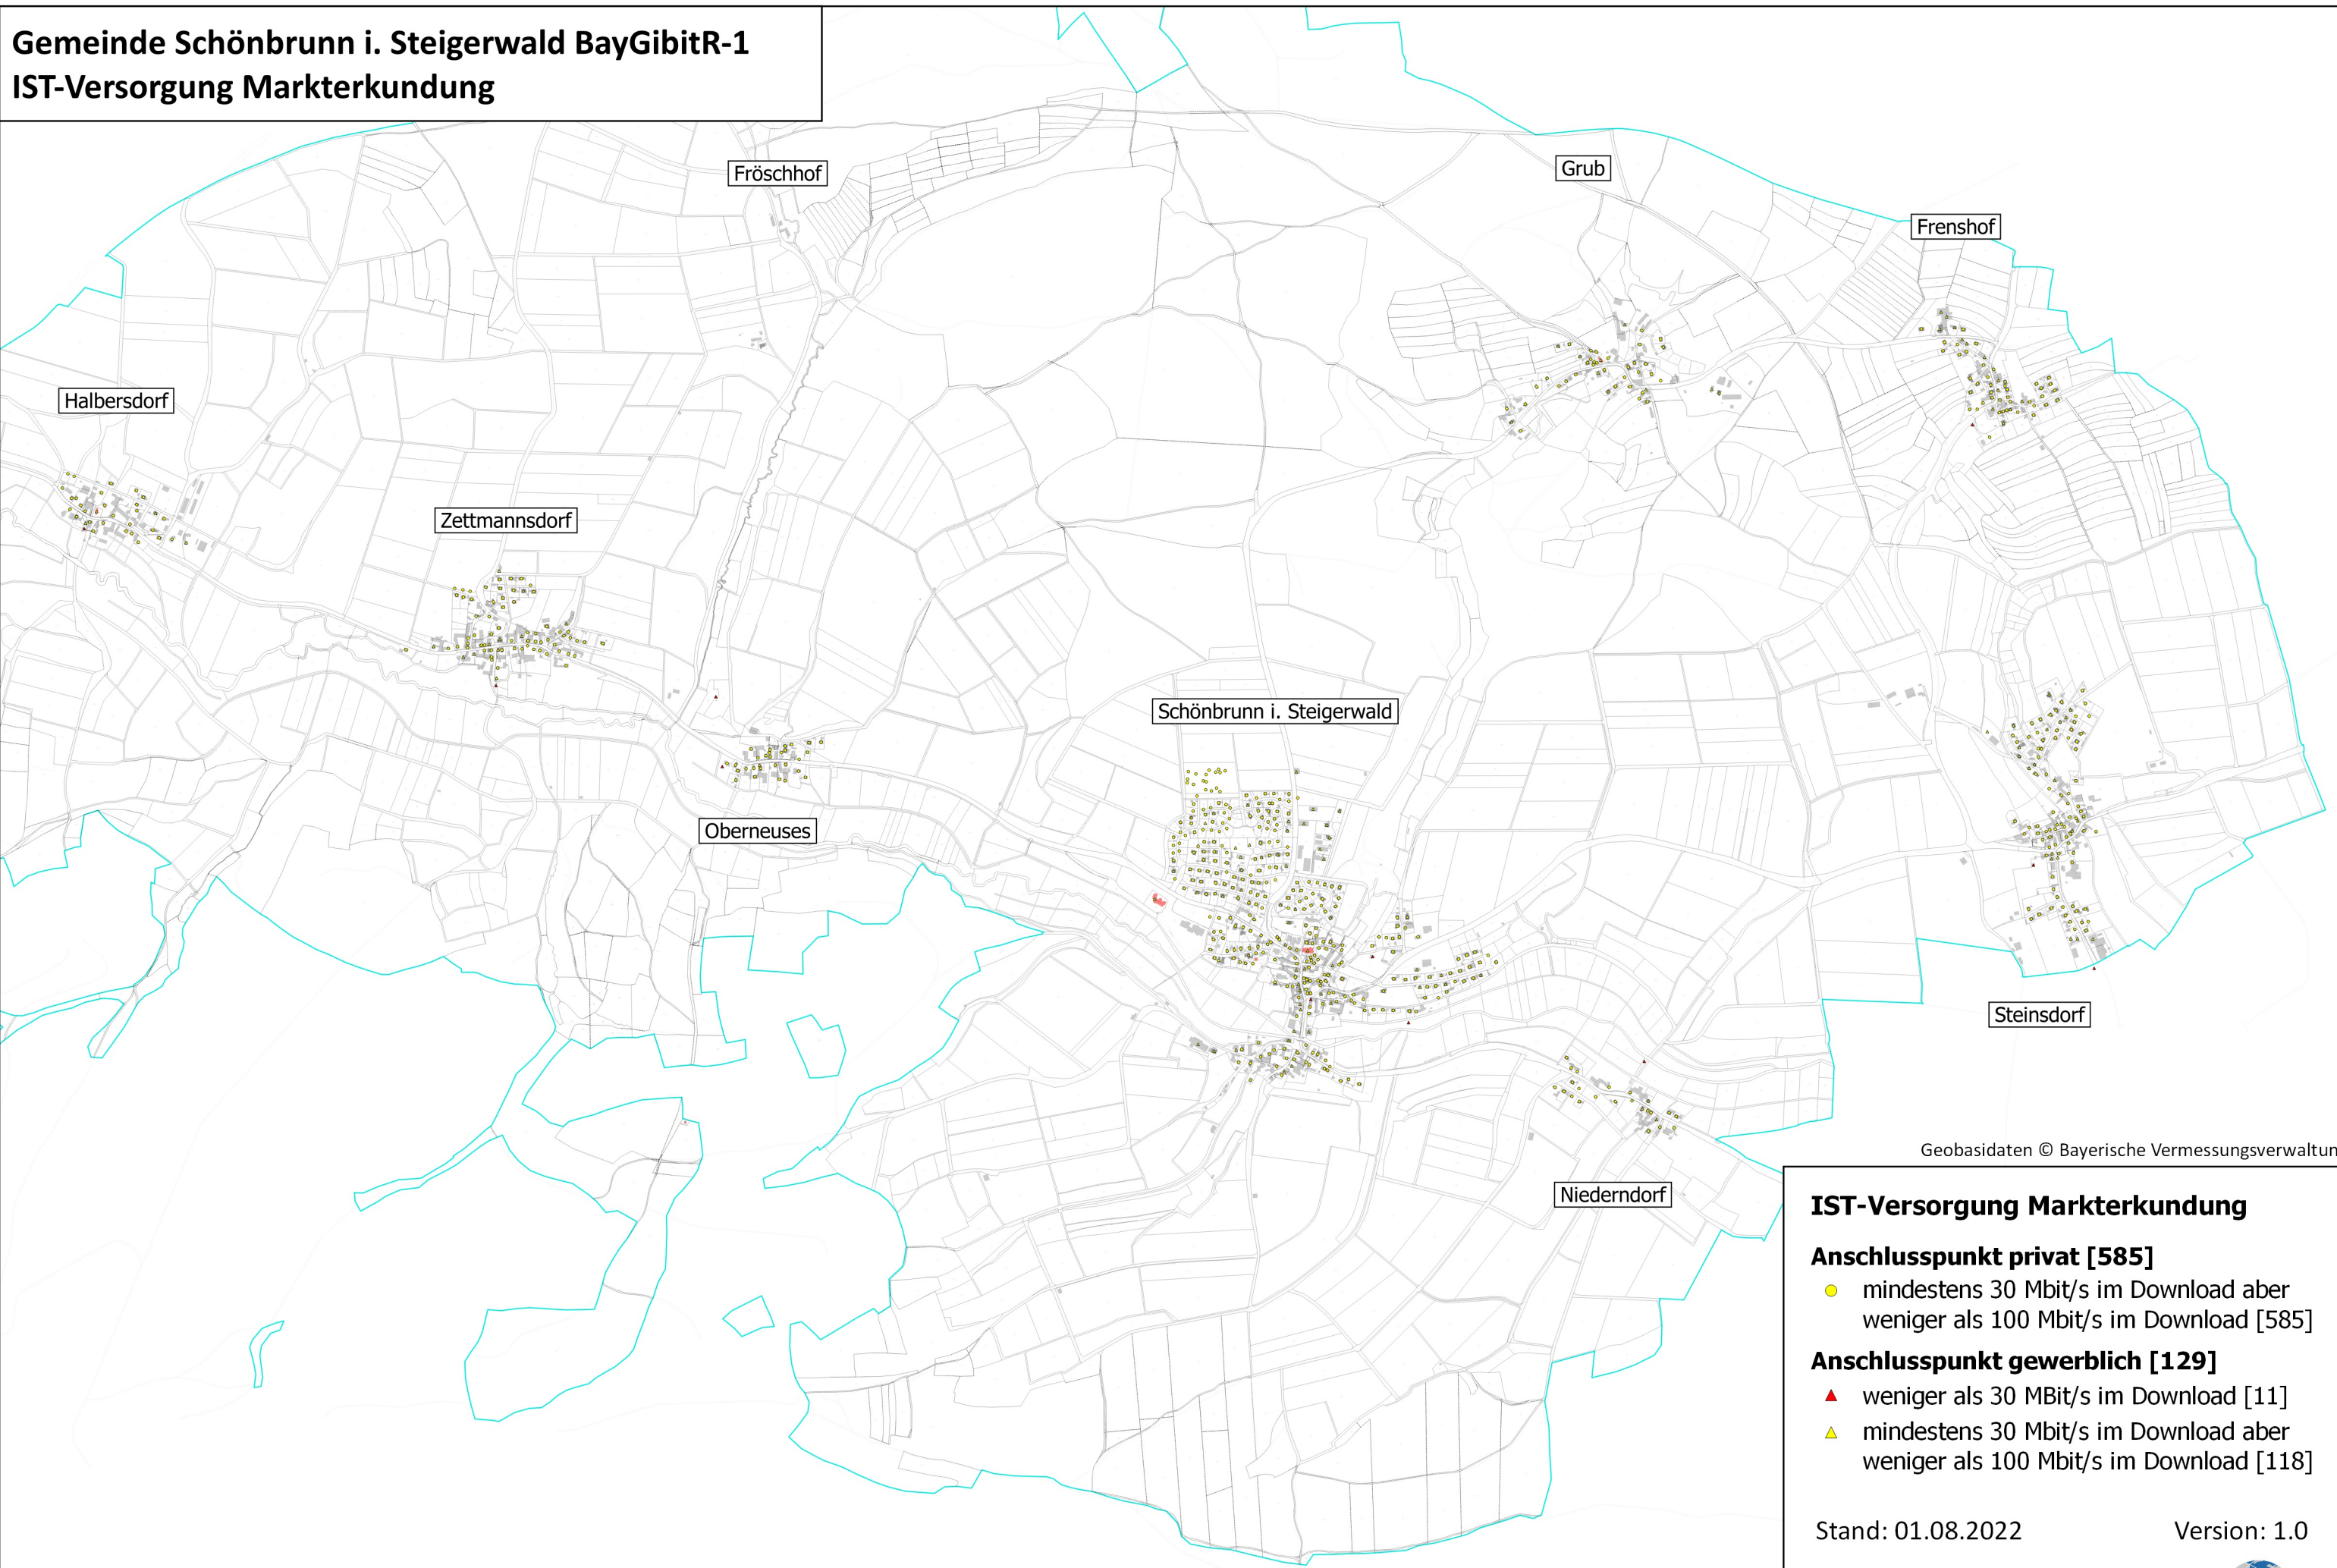 Gemeinde Schönbrunn i. Steigerwald BayGibitR-1
IST-Versorgung Markterkundung
Fröschhof
Grub
Frenshof
Halbersdorf
Zettmannsdorf
Schönbrunn i. Steigerwald
Oberneuses
Steinsdorf
Niederndorf
Geobasidaten © Bayerische Vermessungsverwaltun
IST-Versorgung Markterkundung
Anschlusspunkt privat [585]
mindestens 30 Mbit/s im Download aber
weniger als 100 Mbit/s im Download [585]
Anschlusspunkt gewerblich [129]
weniger als 30 MBit/s im Download [11]
mindestens 30 Mbit/s im Download aber
weniger als 100 Mbit/s im Download [118]
Stand: 01.08.2022 Version: 1.0